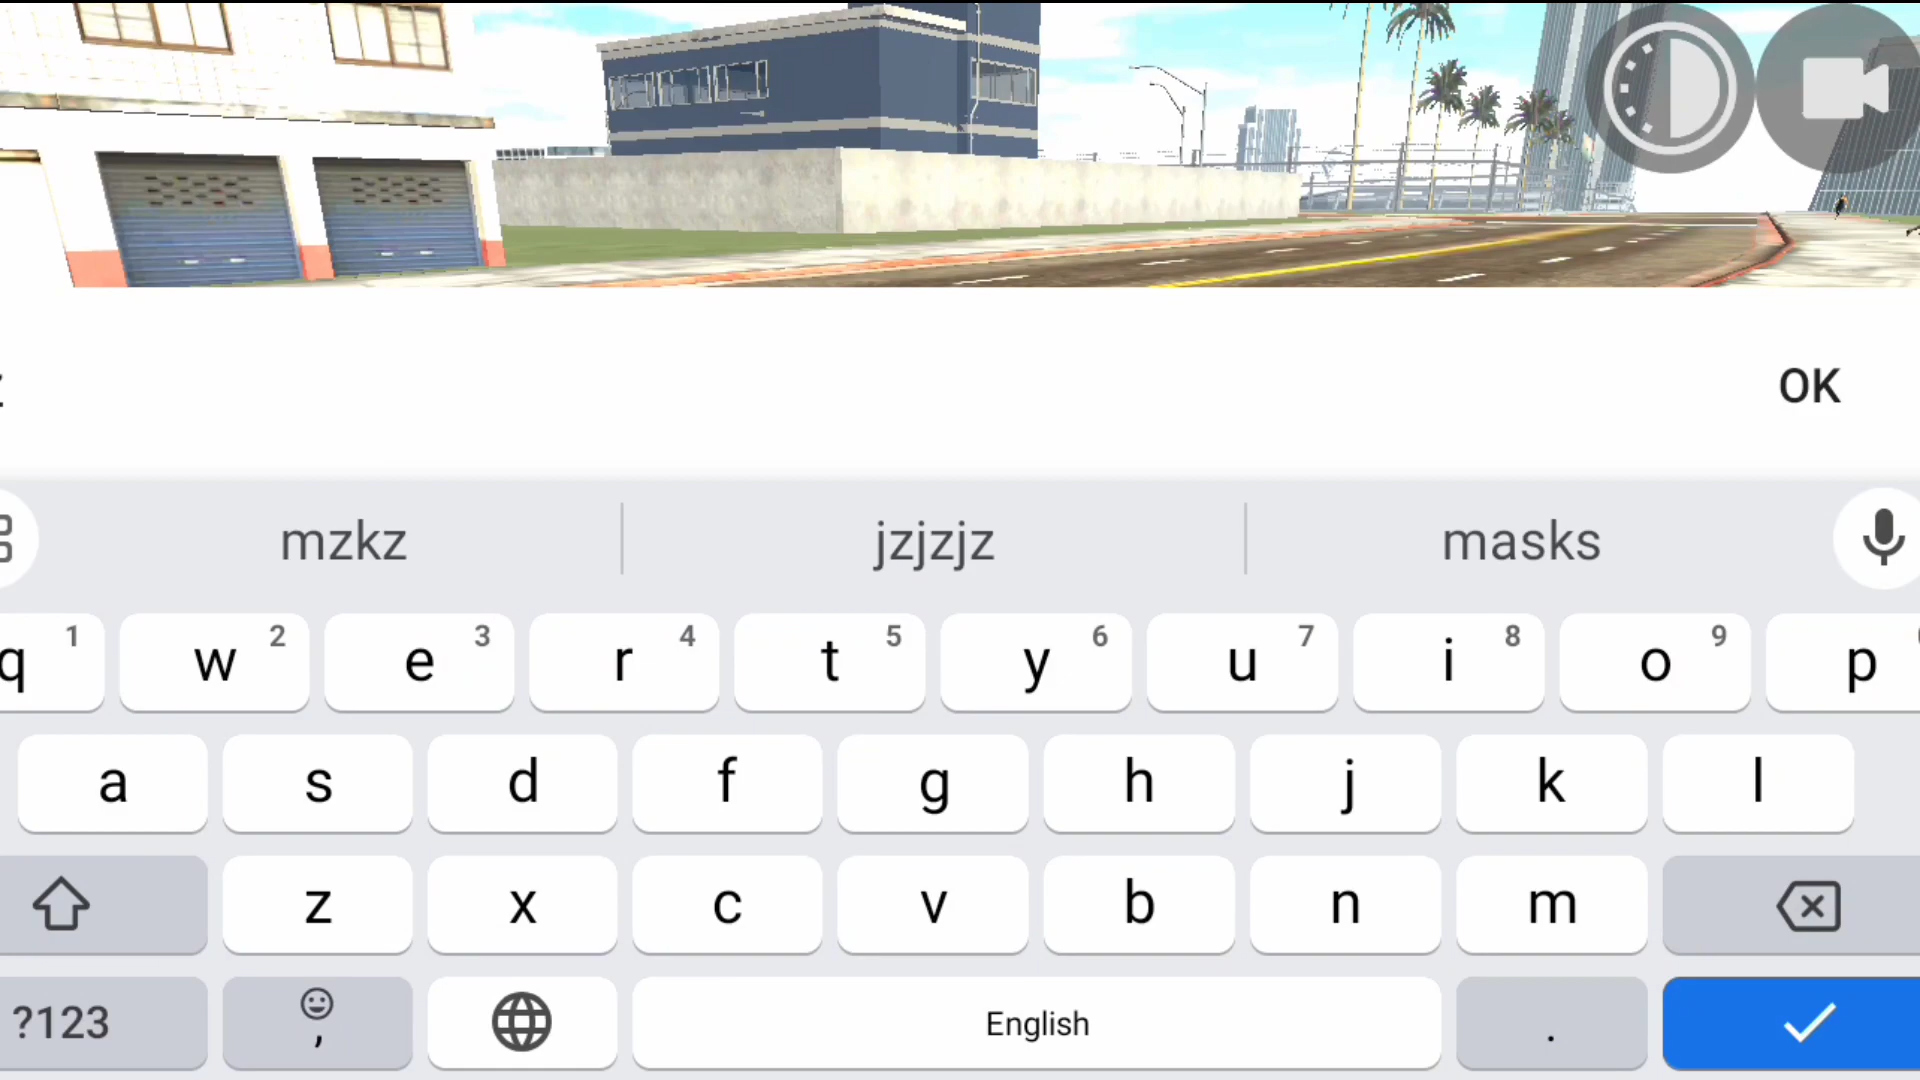 OK
mzkz jzjzjz masks
q 1 w 2 e 3 r 4 t 5 y 6 u 7 i 8 o 9 p
a s d f g h j k l
z x c v b n m
?123 , English .